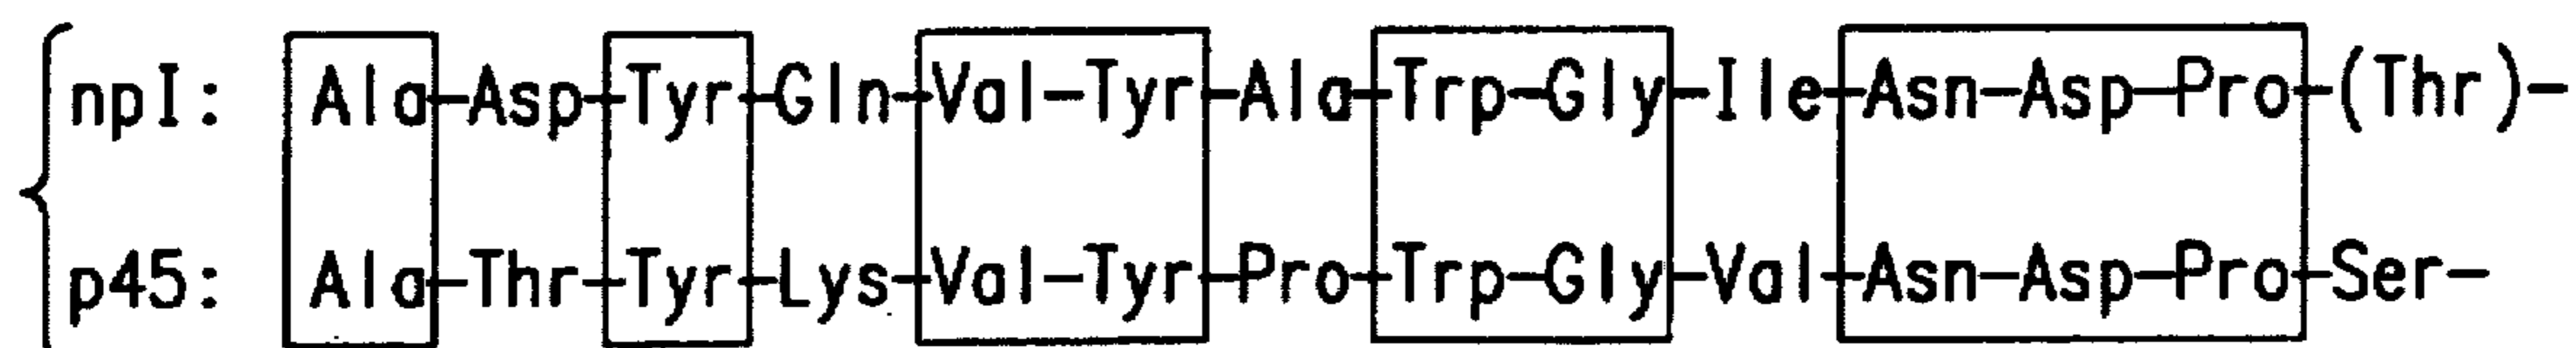 npI: Ala-Asp-Tyr-Gln-Val-Tyr-Ala-Trp-Gly-Ile-Asn-Asp-Pro-(Thr)-
p45: Ala-Thr-Tyr-Lys-Val-Tyr-Pro-Trp-Gly-Val-Asn-Asp-Pro-Ser-